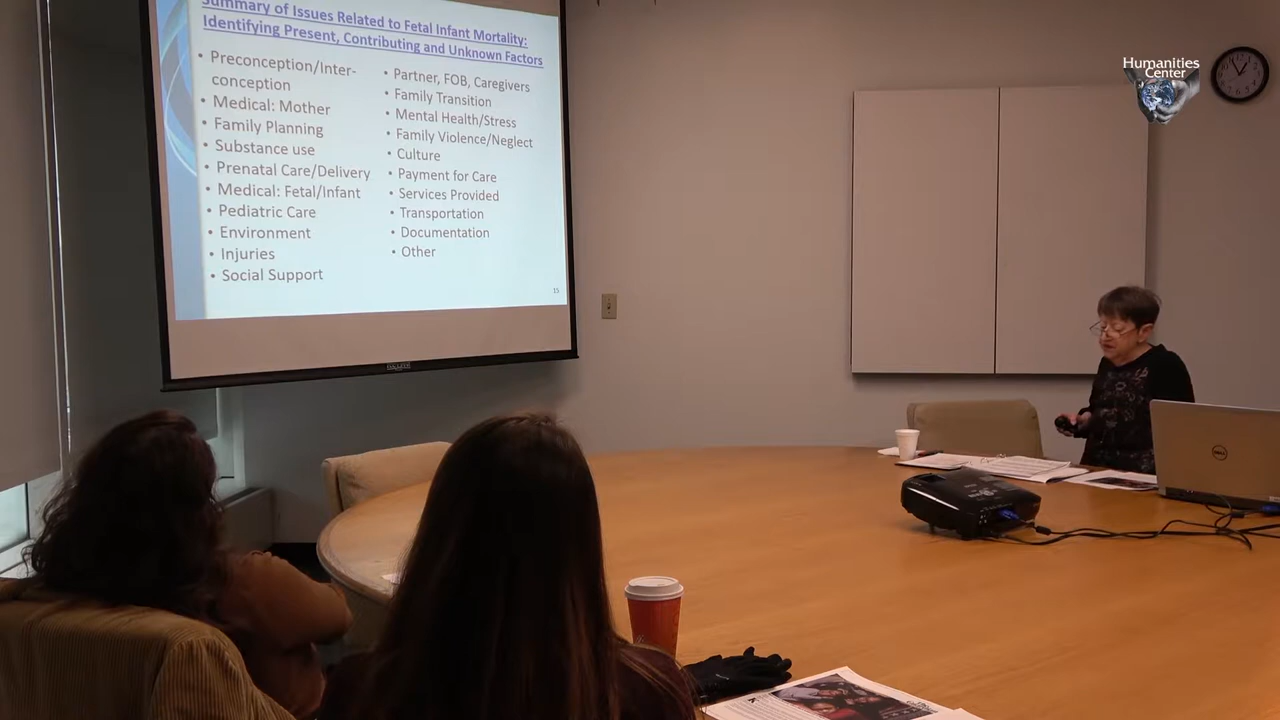 Summary of Issues Related to Fetal Infant Mortality:
Identifying Present, Contributing and Unknown Factors
• Preconception/Inter-
conception
• Medical: Mother
• Family Planning
• Substance use
• Prenatal Care/Delivery
• Medical: Fetal/Infant
• Pediatric Care
• Environment
• Injuries
• Social Support
• Partner, FOB, Caregivers
• Family Transition
• Mental Health/Stress
• Family Violence/Neglect
• Culture
• Payment for Care
• Services Provided
• Transportation
• Documentation
• Other
15
Humanities
Center
DELL